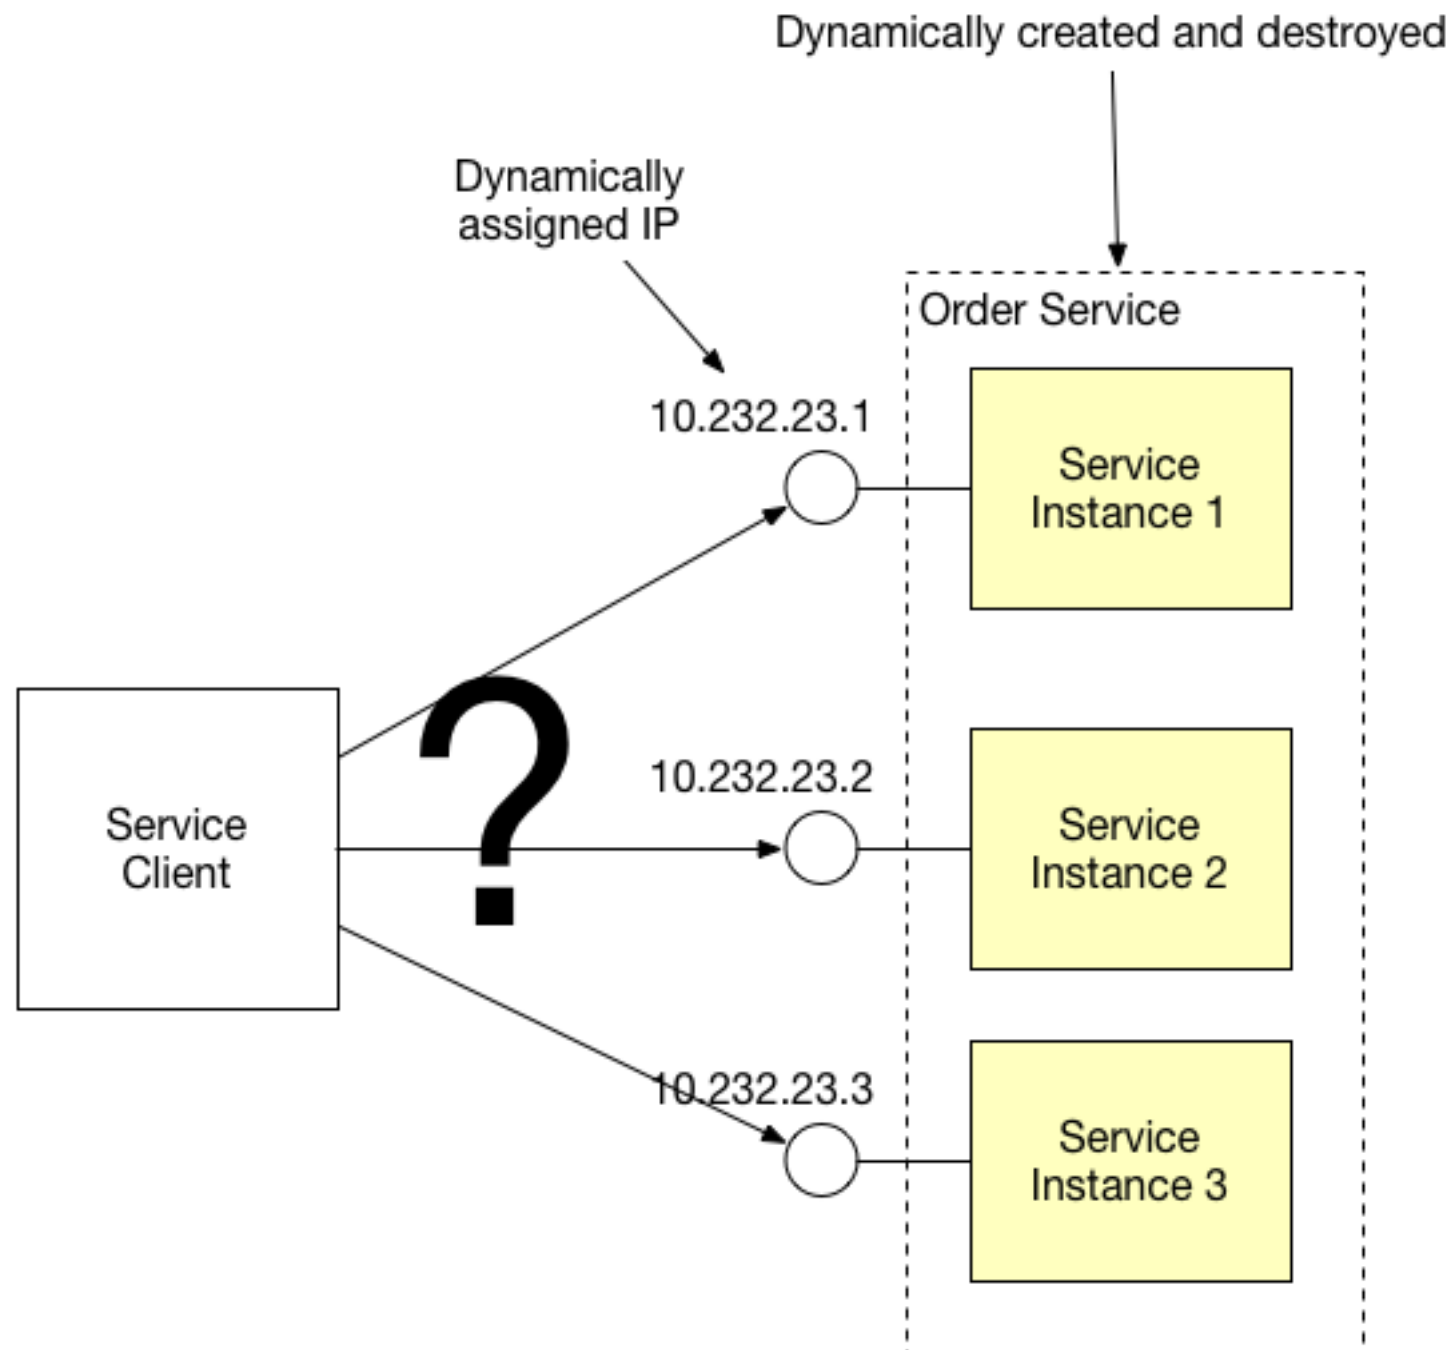 Dynamically created and destroyed
Dynamically
assigned IP
Order Service
10.232.23.1
Service
Instance 1
?
Service
Client
10.232.23.2
Service
Instance 2
10.232.23.3
Service
Instance 3